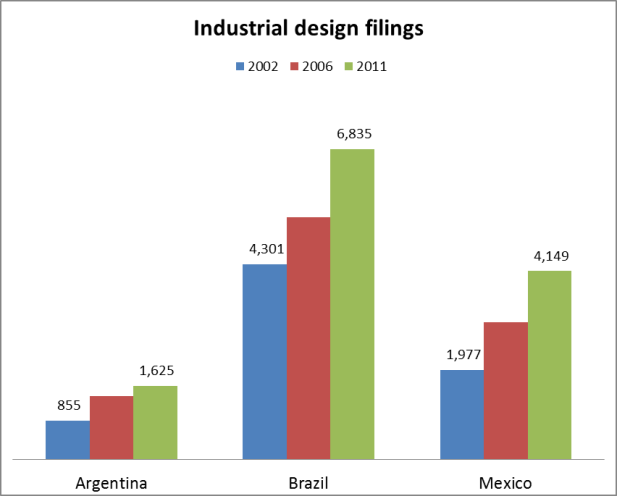 Industrial design filings
2002 2006 2011
6,835
4,301
4,149
1,977
1,625
855
Argentina Brazil Mexico